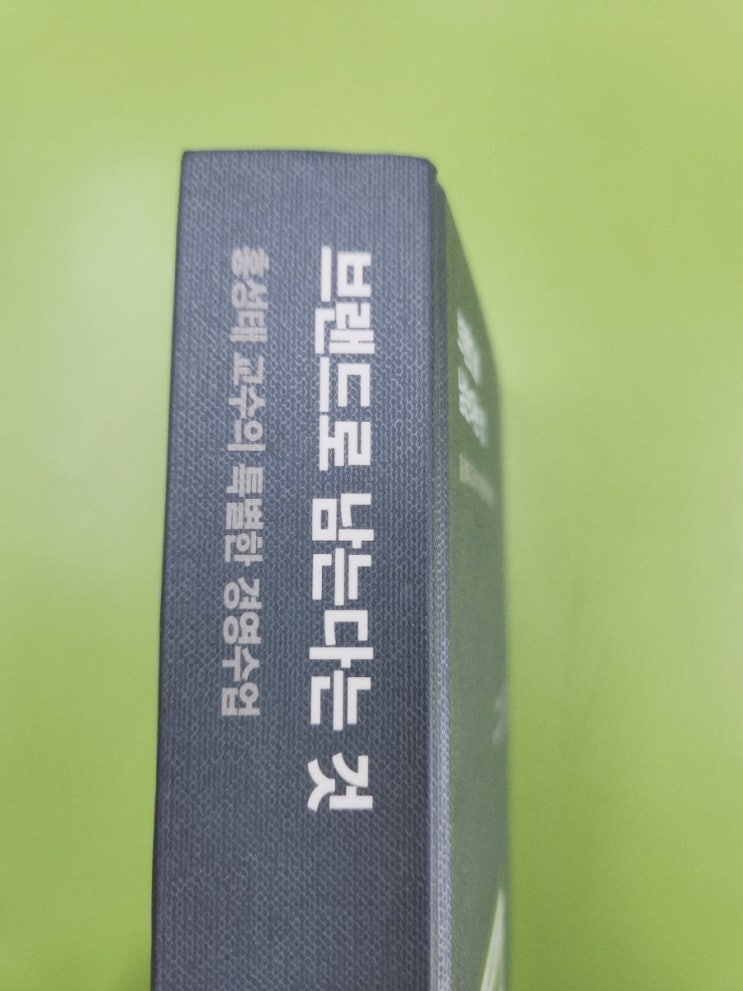 브랜드로 남는다는 것
홍성태 교수의 특별한 경영수업